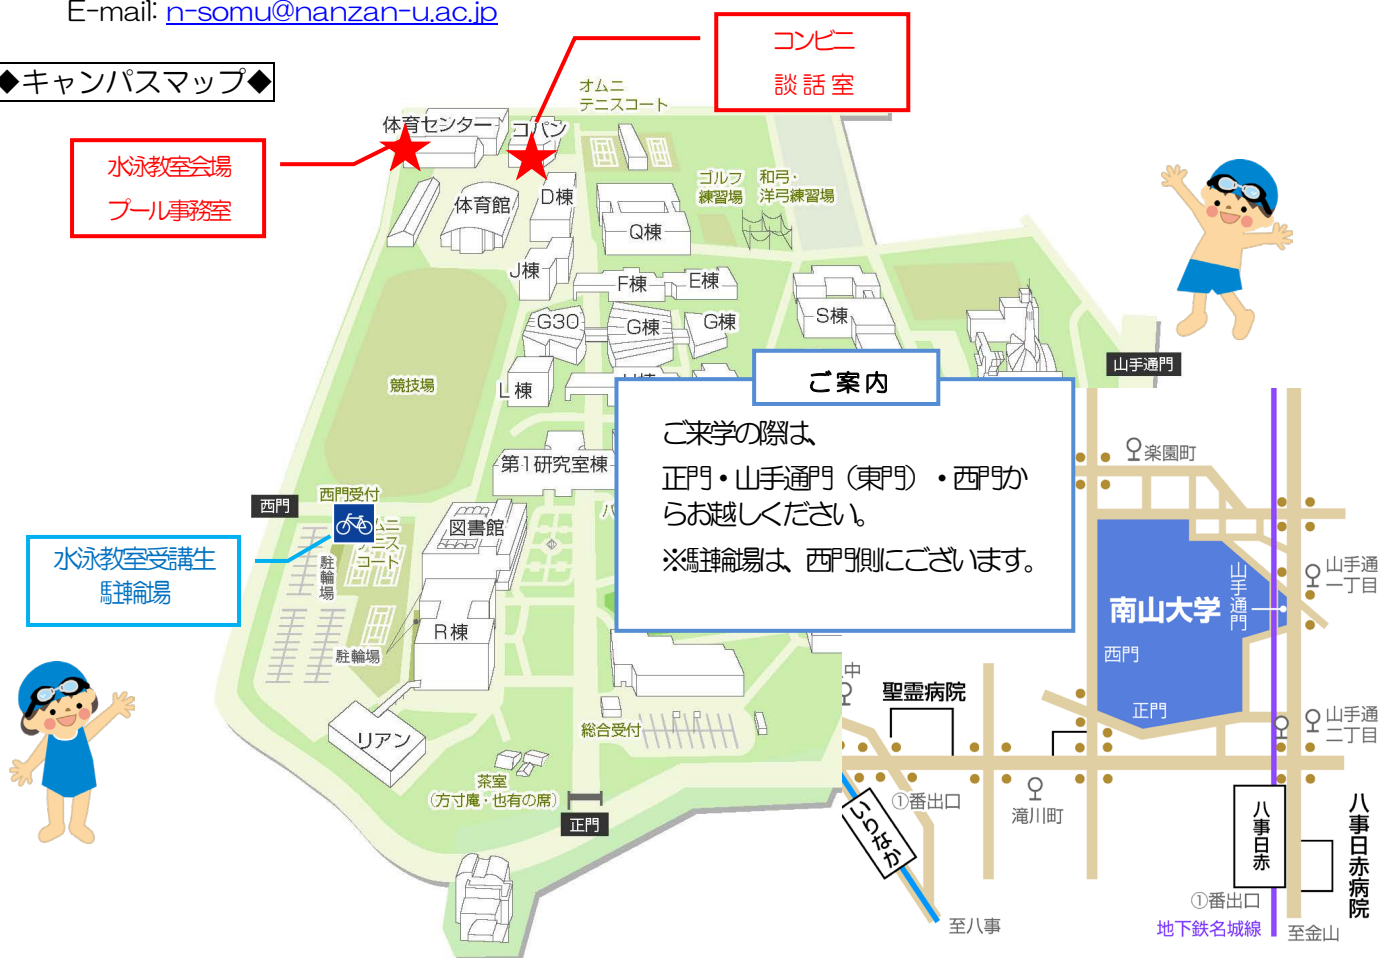 E-mail: n-somu@nanzan-u.ac.jp
◆キャンパスマップ◆
コンビニ
談話室
水泳教室会場
プール事務室
オムニ
テニスコート
体育センター
コパン
体育館
D棟
Q棟
ゴルフ
練習場
和弓・
洋弓練習場
J棟
F棟
E棟
G30
G棟
G棟
S棟
L棟
競技場
山手通門
ご案内
ご来学の際は、
正門・山手通門（東門）・西門か
らお越しください。
※駐輪場は、西門側にございます。
第1研究室棟
西門
西門受付
図書館
水泳教室受講生
駐輪場
駐輪場
コート
R棟
駐輪場
リアン
総合受付
茶室
(方寸庵・也有の席)
正門
楽園町
山手通
一丁目
山手通門
南山大学
西門
正門
山手通
二丁目
中
聖霊病院
①番出口
いりなか
滝川町
八事日赤
八事日赤病院
①番出口
地下鉄名城線
至八事
至金山